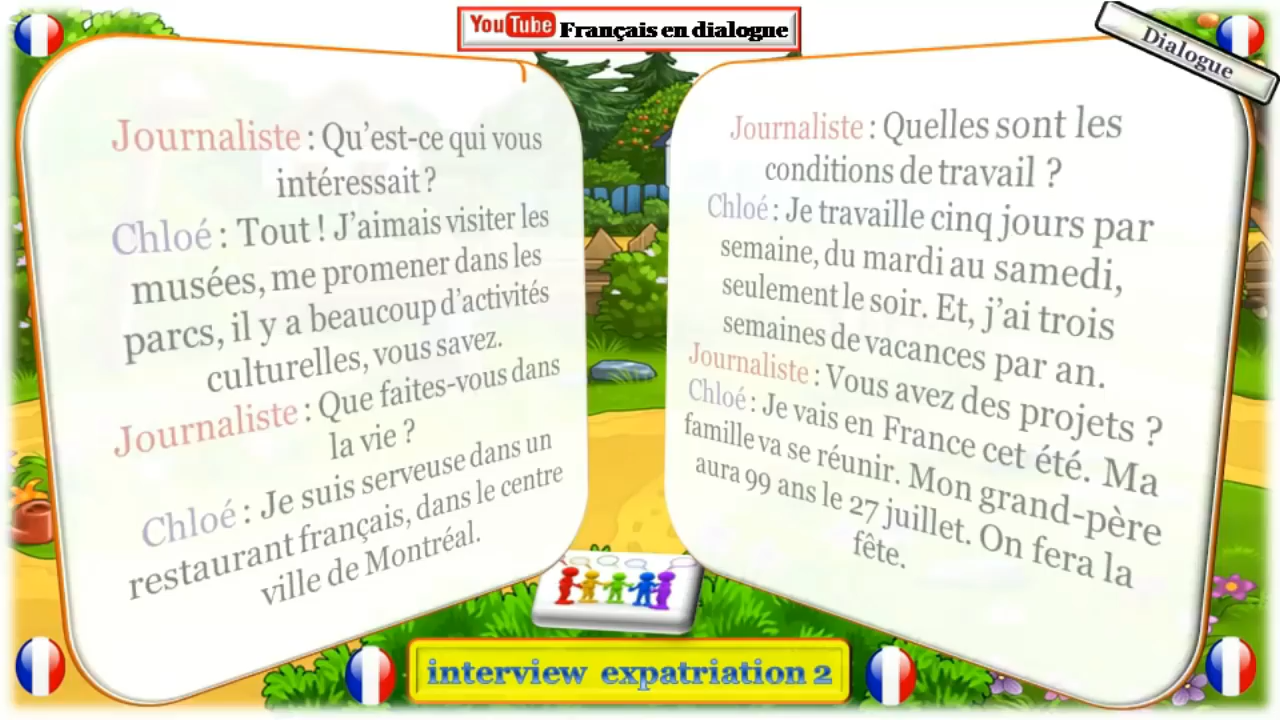 YouTube Français en dialogue
Dialogue
Journaliste : Qu’est-ce qui vous
intéressait ?
Chloé : Tout ! J’aimais visiter les
musées, me promener dans les
parcs, il y a beaucoup d’activités
culturelles, vous savez.
Journaliste : Que faites-vous dans
la vie ?
Chloé : Je suis serveuse dans un
restaurant français, dans le centre
ville de Montréal.
Journaliste : Quelles sont les
conditions de travail ?
Chloé : Je travaille cinq jours par
semaine, du mardi au samedi,
seulement le soir. Et, j’ai trois
semaines de vacances par an.
Journaliste : Vous avez des projets ?
Chloé : Je vais en France cet été. Ma
famille va se réunir. Mon grand-père
aura 99 ans le 27 juillet. On fera la
fête.
interview expatriation 2